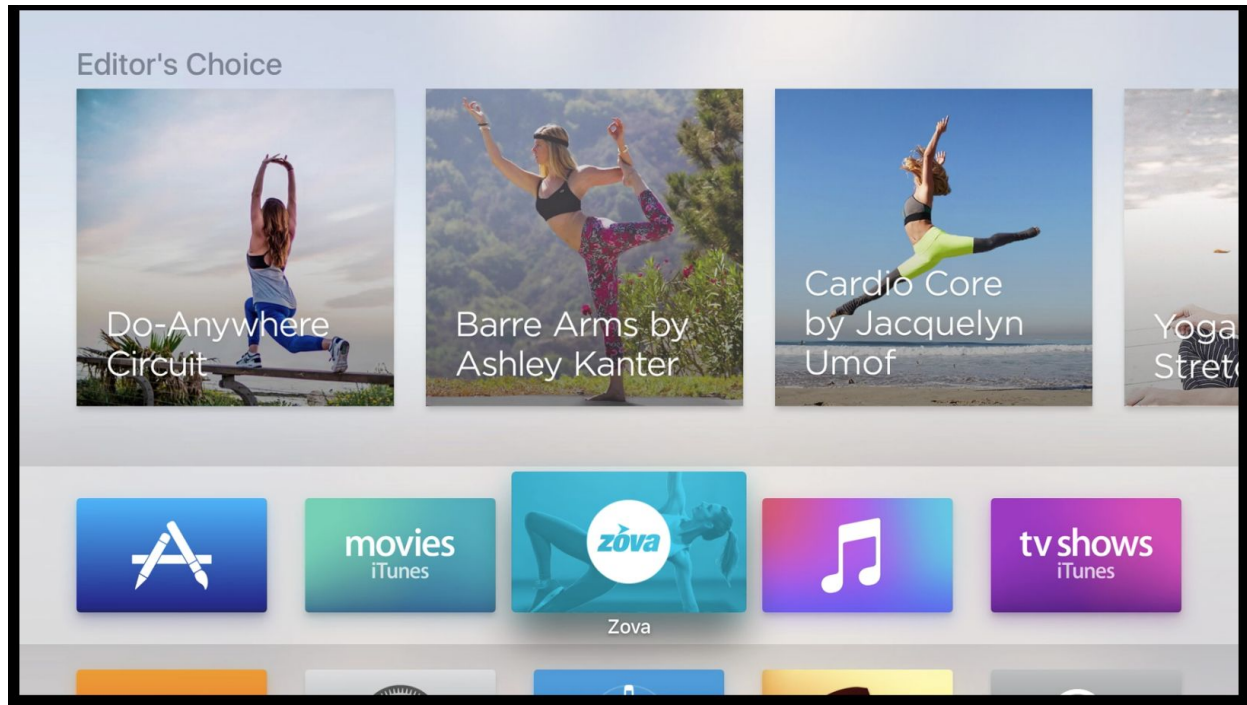 Editor's Choice
Do-Anywhere
Circuit
Barre Arms by
Ashley Kanter
Cardio Core
by Jacquelyn
Umof
Yoga
movies
iTunes
zova
tv shows
iTunes
Zova